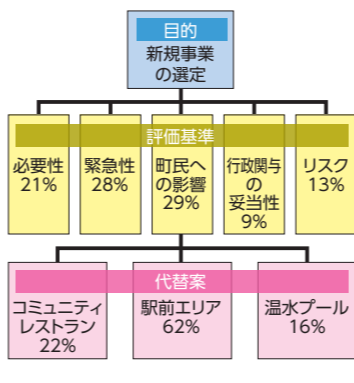 目的
新規事業
の選定
評価基準
必要性
21%
緊急性
28%
町民へ
の影響
29%
行政関与
の
妥当性
9%
リスク
13%
代替案
コミュニティ
レストラン
22%
駅前エリア
62%
温水プール
16%